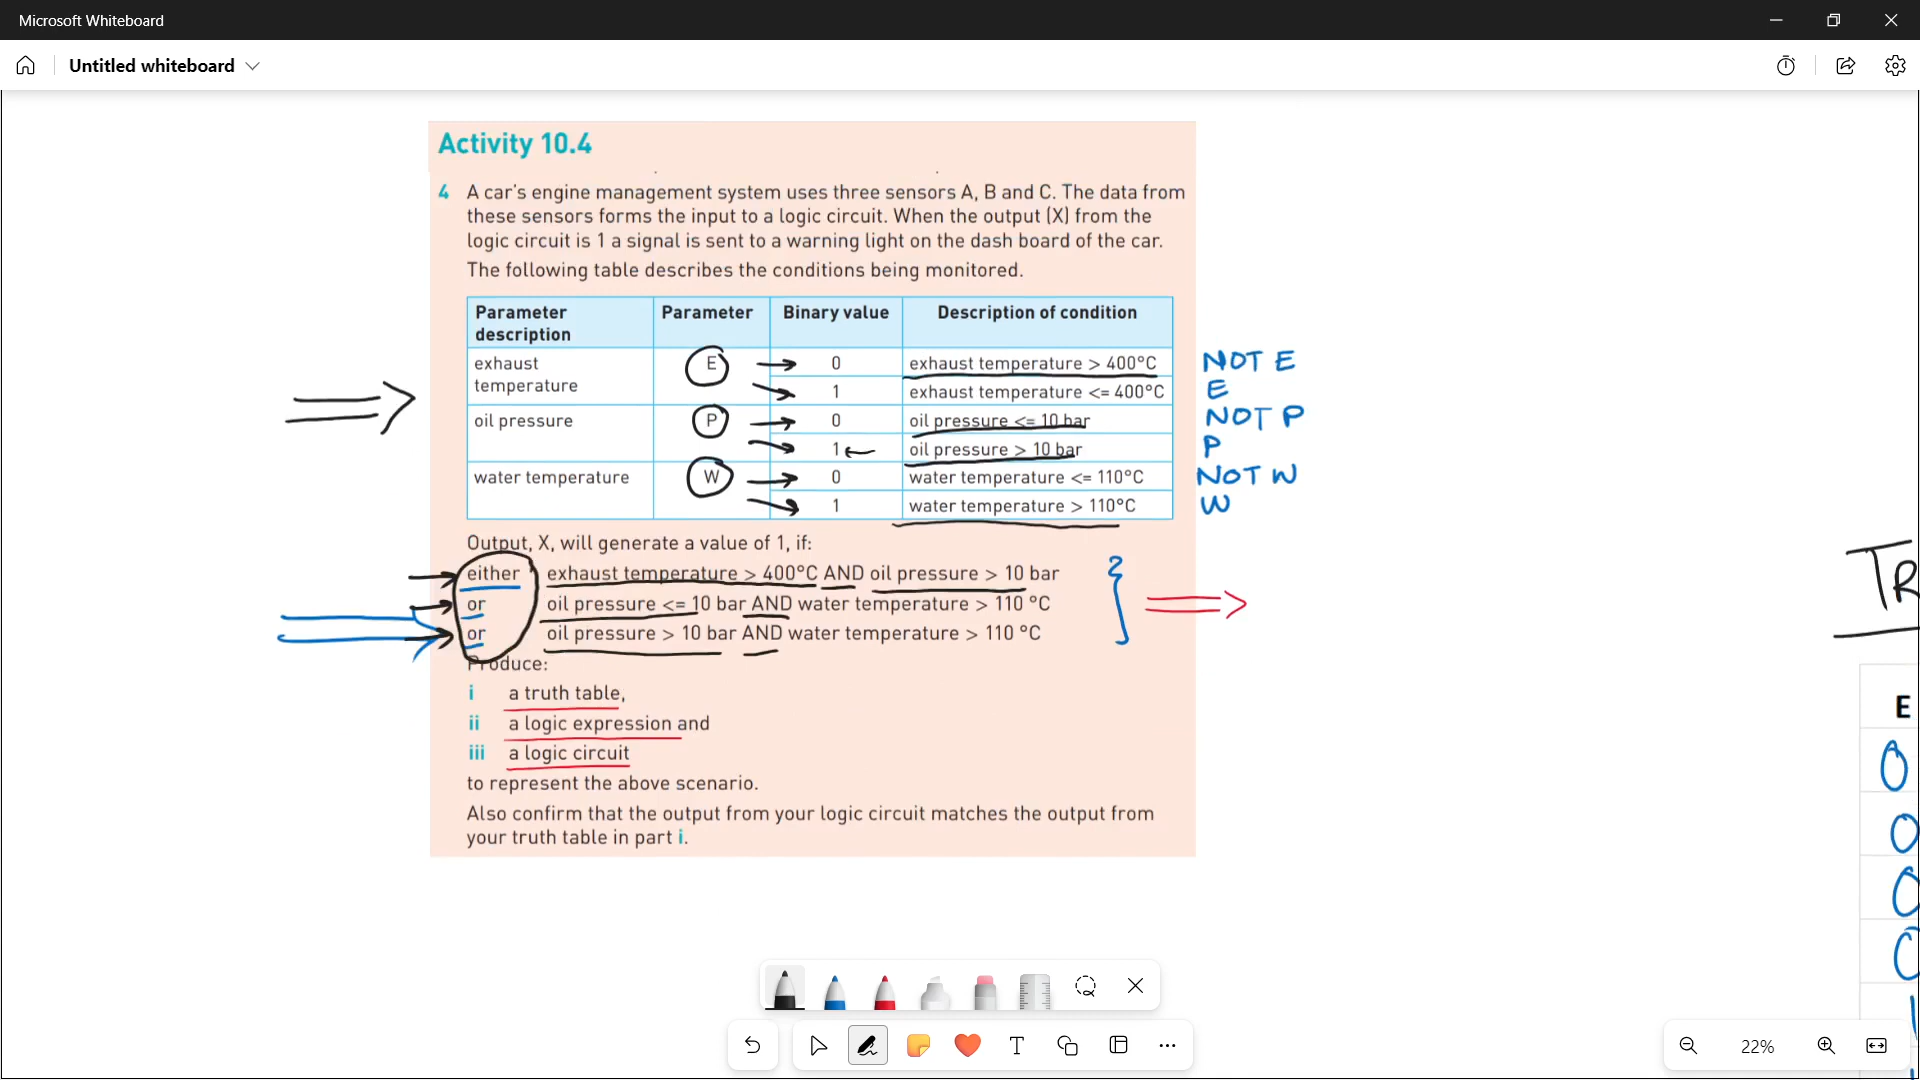 Microsoft Whiteboard
Untitled whiteboard
Activity 10.4
4 A car's engine management system uses three sensors A, B and C. The data from
these sensors forms the input to a logic circuit. When the output (X) from the
logic circuit is 1 a signal is sent to a warning light on the dash board of the car.
The following table describes the conditions being monitored.
Parameter description Parameter Binary value Description of condition
exhaust temperature E 0 exhaust temperature > 400°C NOT E
1 exhaust temperature <= 400°C E
oil pressure P 0 oil pressure <= 10 bar NOT P
1 oil pressure > 10 bar P
water temperature W 0 water temperature <= 110°C NOT W
1 water temperature > 110°C W
Output, X, will generate a value of 1, if:
either exhaust temperature > 400°C AND oil pressure > 10 bar
or oil pressure <= 10 bar AND water temperature > 110 °C
or oil pressure > 10 bar AND water temperature > 110 °C
Produce:
i a truth table,
ii a logic expression and
iii a logic circuit
to represent the above scenario.
Also confirm that the output from your logic circuit matches the output from
your truth table in part i.
TR
E
0
0
0
0
1
22%